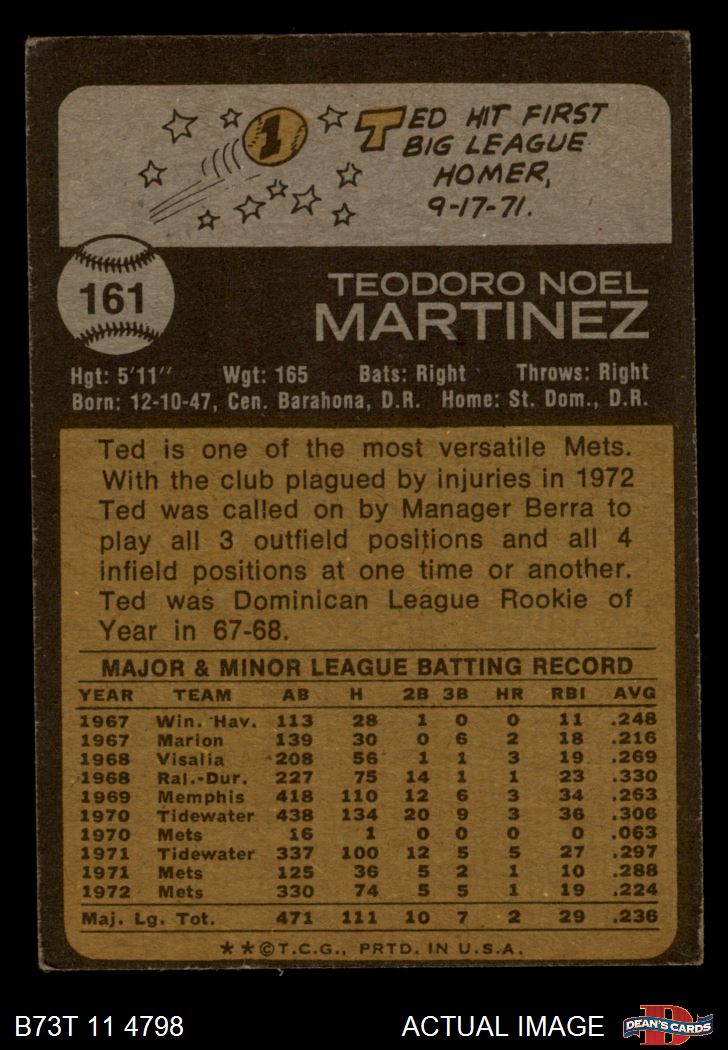 1
TED HIT FIRST
BIG LEAGUE
HOMER,
9-17-71.
161
TEODORO NOEL
MARTINEZ
Hgt: 5'11" Wgt: 165 Bats: Right Throws: Right
Born: 12-10-47, Cen. Barahona, D.R. Home: St. Dom., D.R.
Ted is one of the most versatile Mets.
With the club plagued by injuries in 1972
Ted was called on by Manager Berra to
play all 3 outfield positions and all 4
infield positions at one time or another.
Ted was Dominican League Rookie of
Year in 67-68.
MAJOR & MINOR LEAGUE BATTING RECORD
YEAR TEAM AB H 2B 3B HR RBI AVG
1967 Win. Hav. 113 28 1 0 0 11 .248
1967 Marion 139 30 0 6 2 18 .216
1968 Visalia 208 56 1 1 3 19 .269
1968 Ral.-Dur. 227 75 14 1 1 23 .330
1969 Memphis 418 110 12 6 3 34 .263
1970 Tidewater 438 134 20 9 3 36 .306
1970 Mets 16 1 0 0 0 0 .063
1971 Tidewater 337 100 12 5 5 27 .297
1971 Mets 125 36 5 2 1 10 .288
1972 Mets 330 74 5 5 1 19 .224
Maj. Lg. Tot. 471 111 10 7 2 29 .236
★★©T.C.G., PRTD. IN U.S.A.
B73T 11 4798 ACTUAL IMAGE
D
DEAN'S CARDS